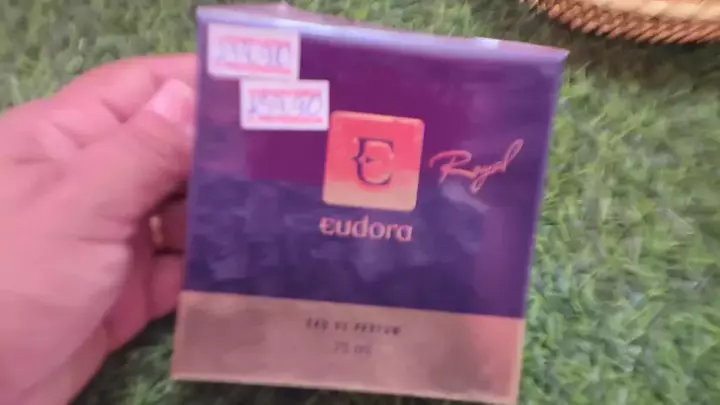 E
Royal
eudora
EAU DE PARFUM
75 ml